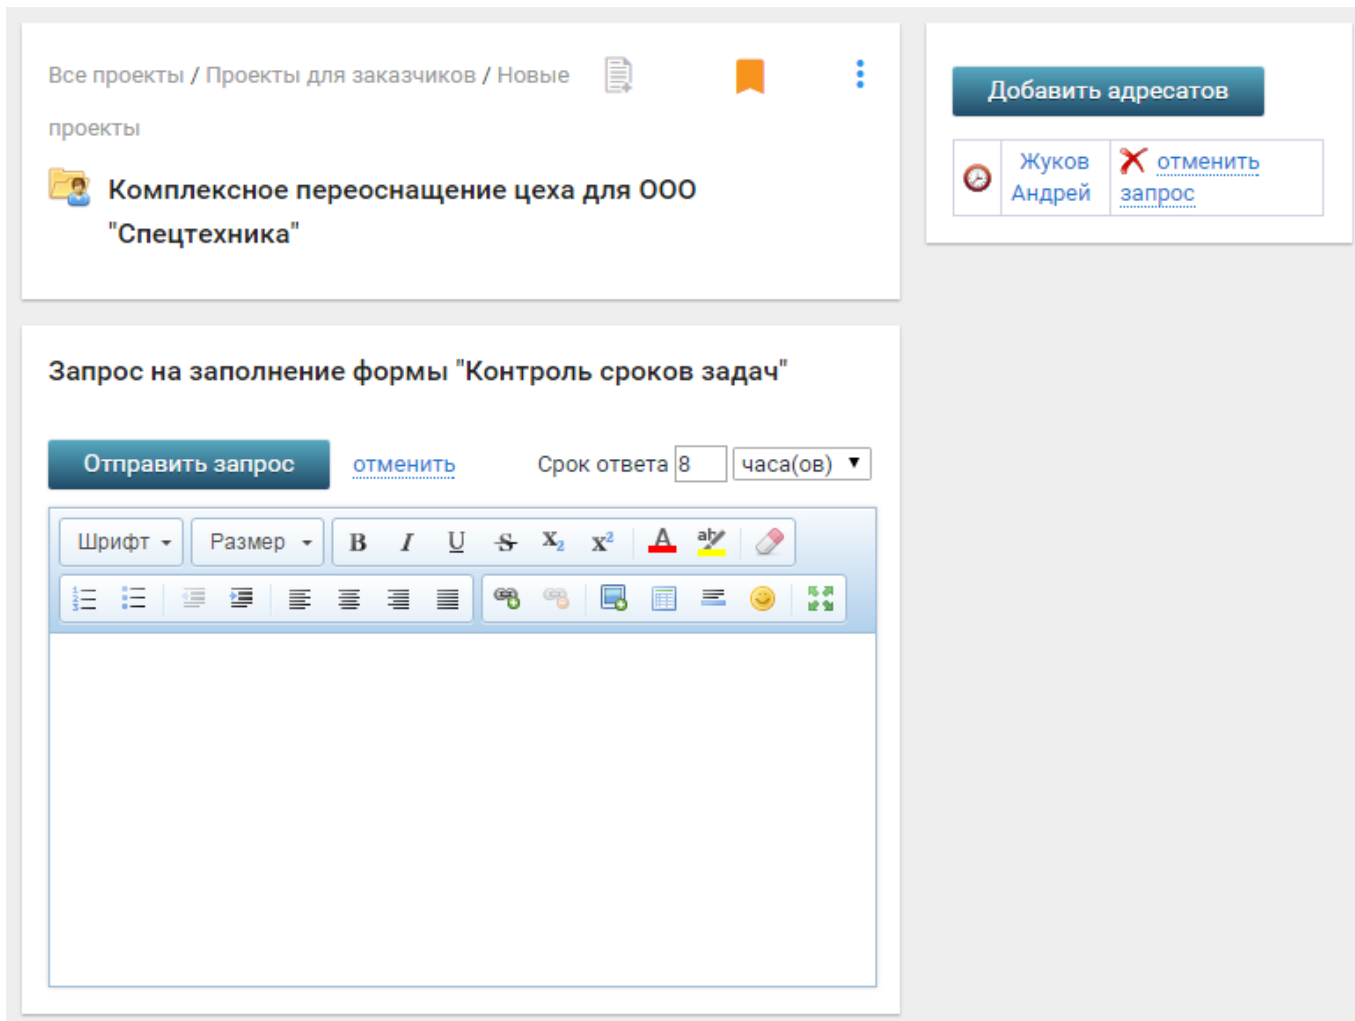 Все проекты / Проекты для заказчиков / Новые
проекты
Комплексное переоснащение цеха для ООО
"Спецтехника"
Добавить адресатов
Жуков
Андрей
отменить
запрос
Запрос на заполнение формы "Контроль сроков задач"
Отправить запрос отменить Срок ответа 8 часа(ов)
Шрифт Размер B I U S X₂ x² A ab